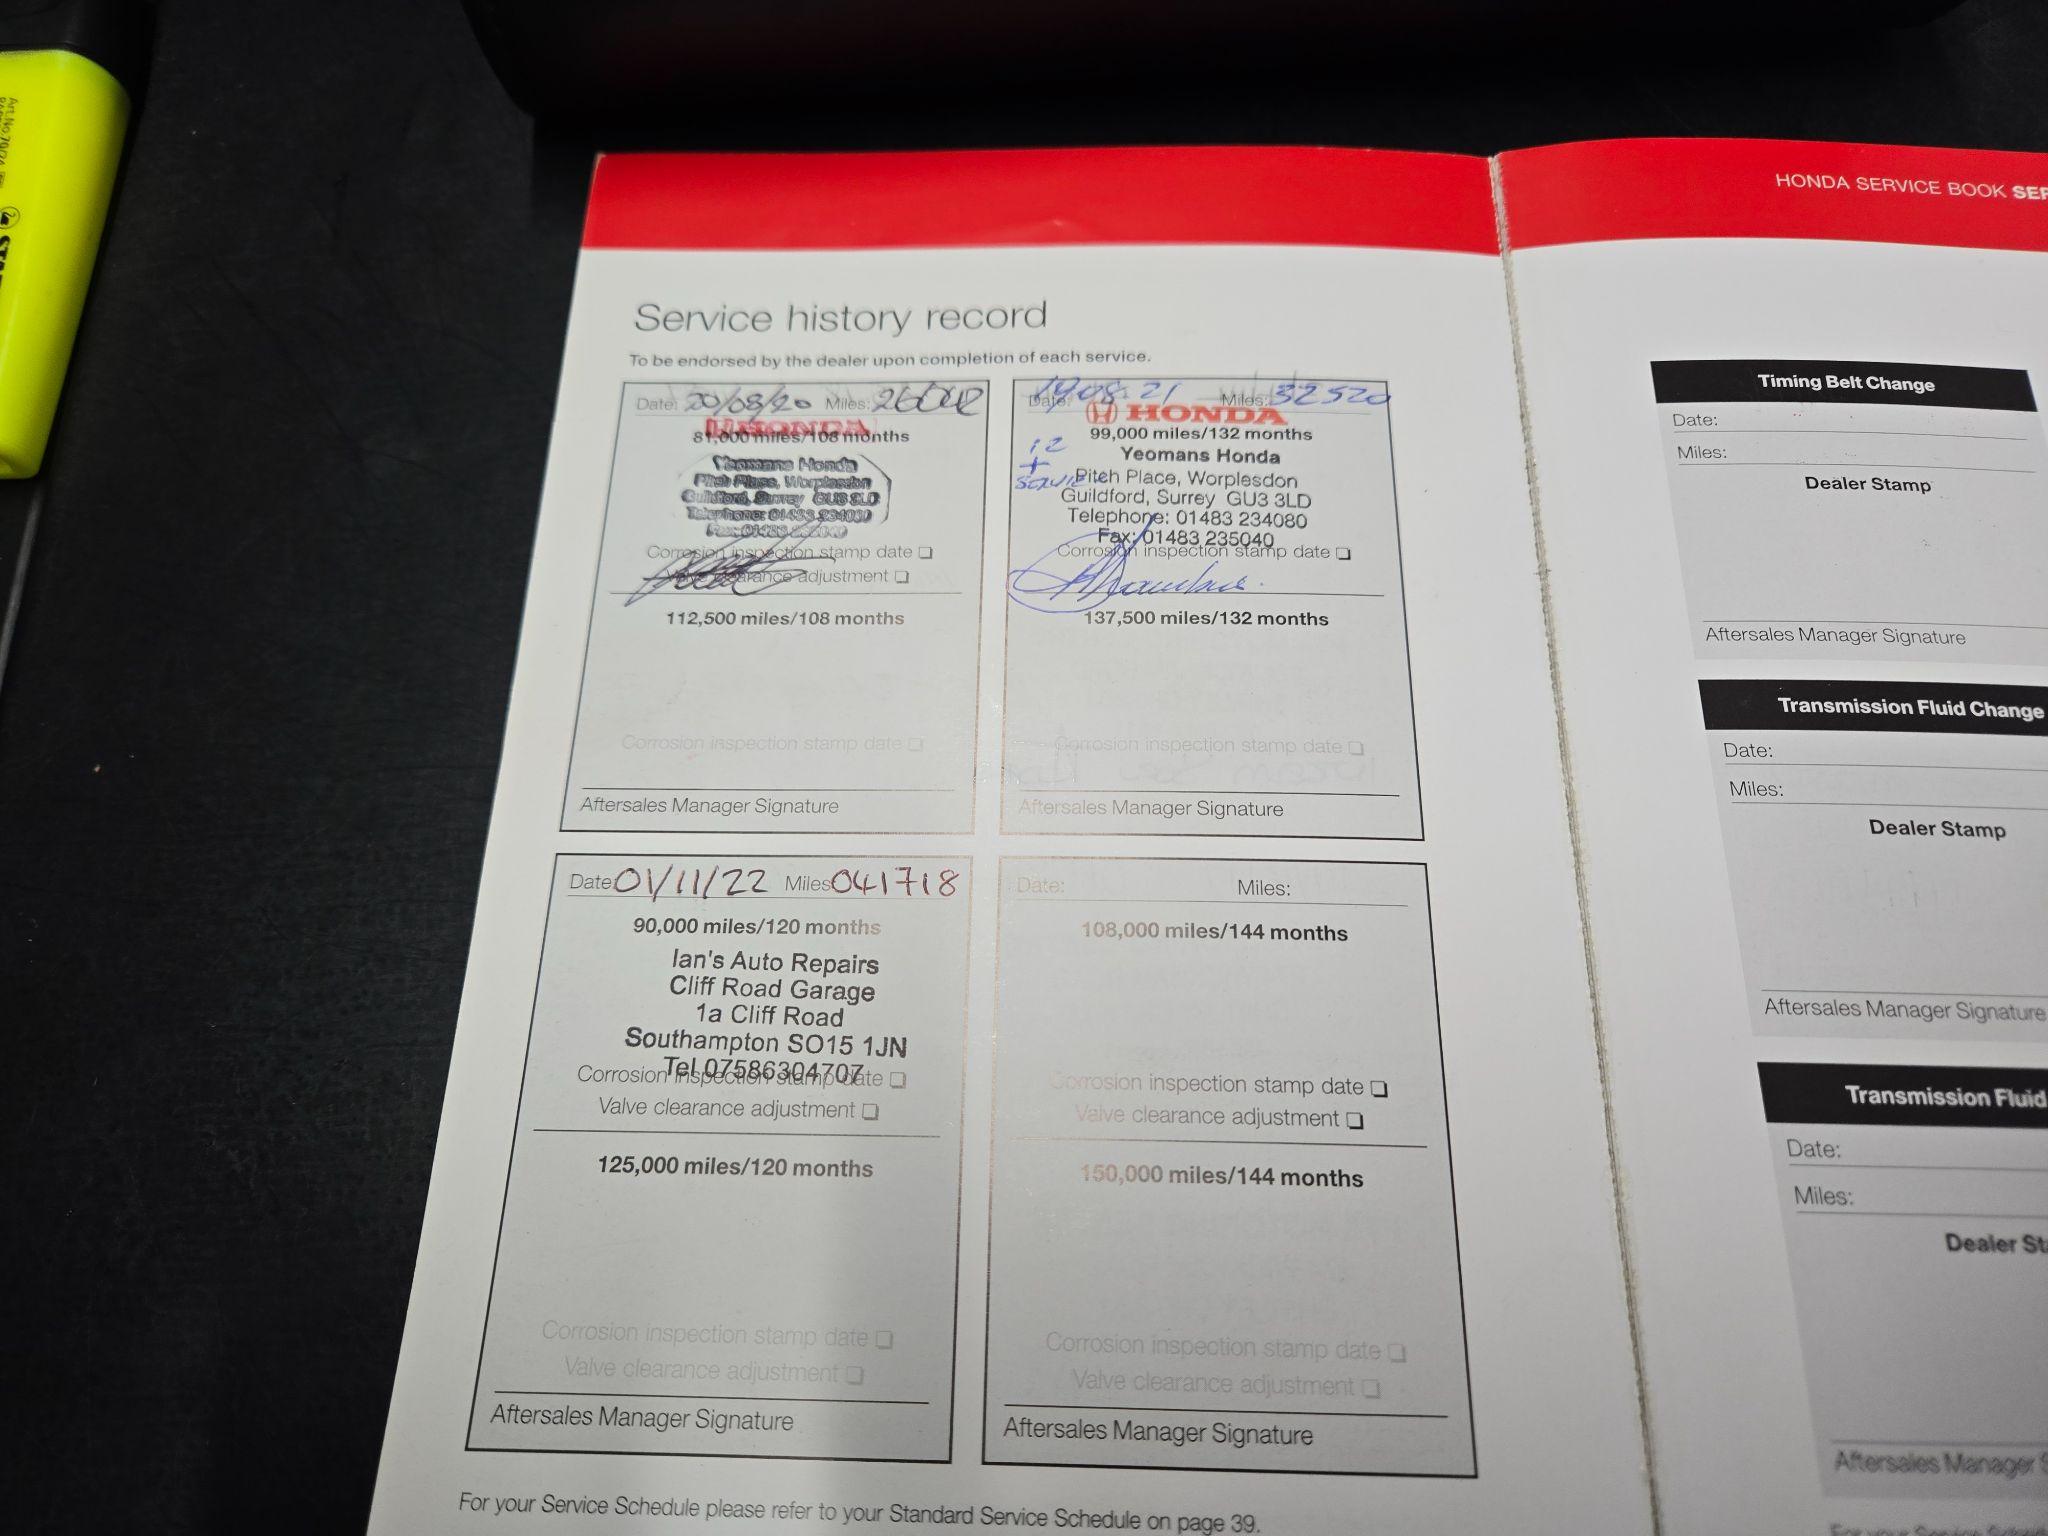 HONDA SERVICE BOOK
Service history record
To be endorsed by the dealer upon completion of each service.
Date: 20/08/20 Miles:
HONDA
81,000 miles/108 months
Yeomans Honda
Pitch Place, Worplesdon
Guildford, Surrey GU3 3LD
Telephone: 01483 234080
Fax: 01483 235040
Corrosion inspection stamp date
Valve clearance adjustment
112,500 miles/108 months
Corrosion inspection stamp date
Aftersales Manager Signature
Date: 08 21 Miles: 32520
HONDA
99,000 miles/132 months
12
+
Yeomans Honda
Pitch Place, Worplesdon
Guildford, Surrey GU3 3LD
Telephone: 01483 234080
Fax: 01483 235040
Corrosion inspection stamp date
137,500 miles/132 months
Corrosion inspection stamp date
Aftersales Manager Signature
Date: 01/11/22 Miles: 041718
90,000 miles/120 months
Ian's Auto Repairs
Cliff Road Garage
1a Cliff Road
Southampton SO15 1JN
Tel 07586304707
Corrosion inspection stamp date
Valve clearance adjustment
125,000 miles/120 months
Corrosion inspection stamp date
Valve clearance adjustment
Aftersales Manager Signature
Date: Miles:
108,000 miles/144 months
Corrosion inspection stamp date
Valve clearance adjustment
150,000 miles/144 months
Corrosion inspection stamp date
Valve clearance adjustment
Aftersales Manager Signature
For your Service Schedule please refer to your Standard Service Schedule on page 39.
Timing Belt Change
Date:
Miles:
Dealer Stamp
Aftersales Manager Signature
Transmission Fluid Change
Date:
Miles:
Dealer Stamp
Aftersales Manager Signature
Transmission Fluid
Date:
Miles:
Dealer
Aftersales Manager